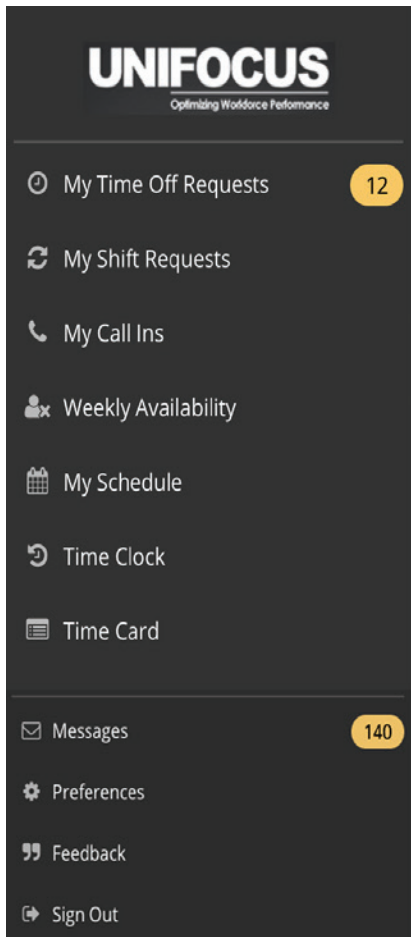 UNIFOCUS
Optimizing Workforce Performance
My Time Off Requests 12
My Shift Requests
My Call Ins
Weekly Availability
My Schedule
Time Clock
Time Card
Messages 140
Preferences
Feedback
Sign Out